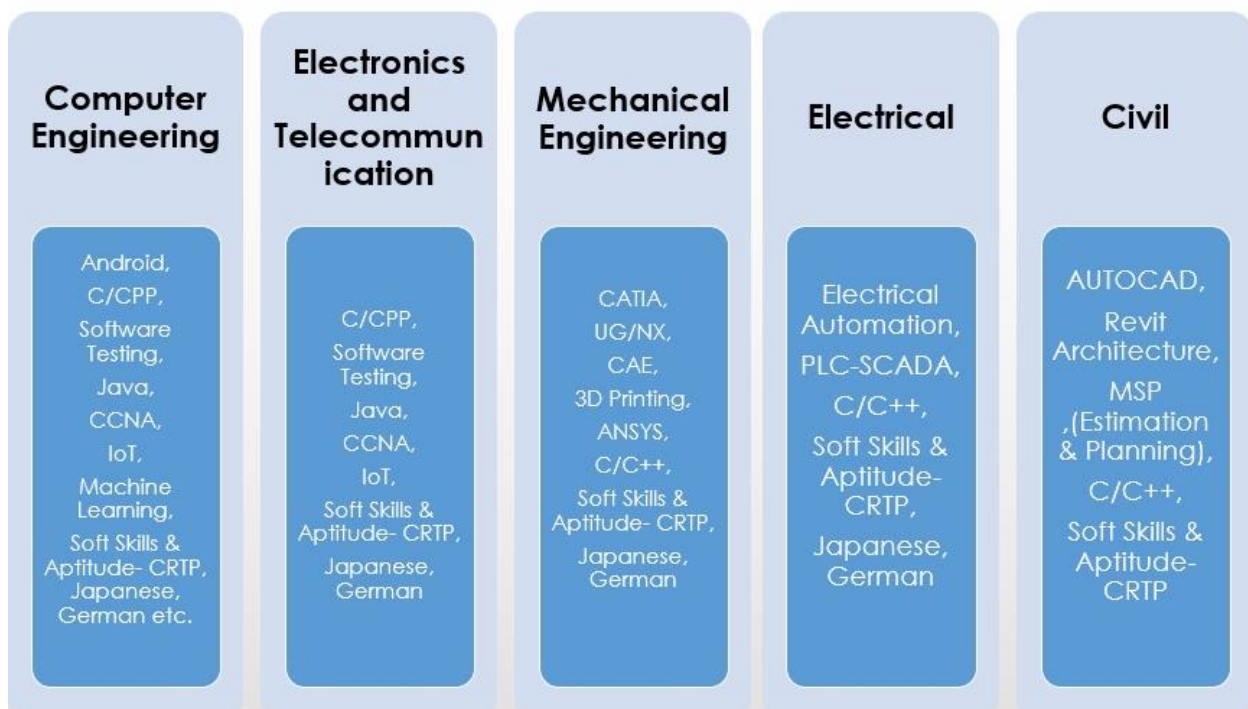 Computer
Engineering
Android,
C/CPP,
Software
Testing,
Java,
CCNA,
IoT,
Machine
Learning,
Soft Skills &
Aptitude- CRTP,
Japanese,
German etc.
Electronics
and
Telecommun
ication
C/CPP,
Software
Testing,
Java,
CCNA,
IoT,
Soft Skills &
Aptitude- CRTP,
Japanese,
German
Mechanical
Engineering
CATIA,
UG/NX,
CAE,
3D Printing,
ANSYS,
C/C++,
Soft Skills &
Aptitude- CRTP,
Japanese,
German
Electrical
Electrical
Automation,
PLC-SCADA,
C/C++,
Soft Skills &
Aptitude-
CRTP,
Japanese,
German
Civil
AUTOCAD,
Revit
Architecture,
MSP
,(Estimation
& Planning),
C/C++,
Soft Skills &
Aptitude-
CRTP